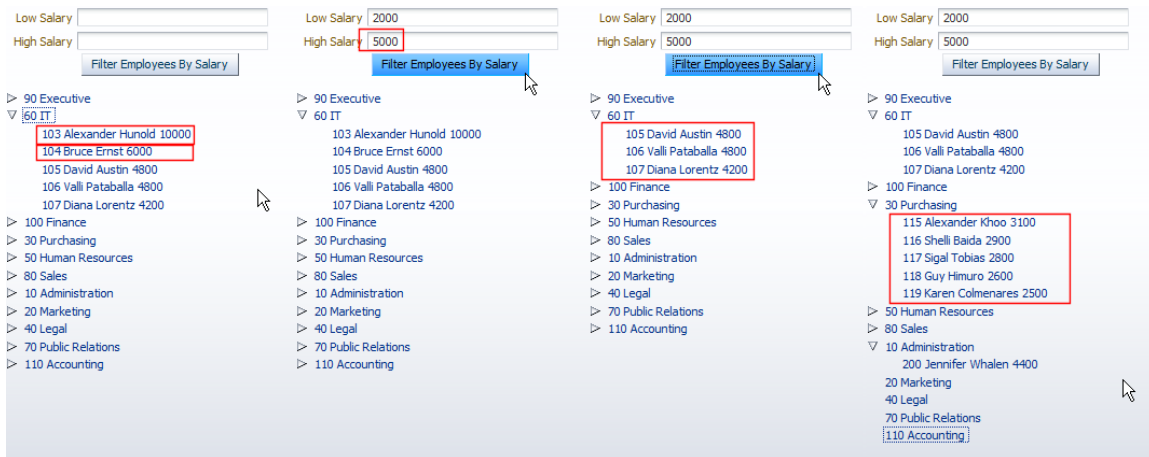 Low Salary
High Salary
Filter Employees By Salary
90 Executive
60 IT
103 Alexander Hunold 10000
104 Bruce Ernst 6000
105 David Austin 4800
106 Valli Pataballa 4800
107 Diana Lorentz 4200
100 Finance
30 Purchasing
50 Human Resources
80 Sales
10 Administration
20 Marketing
40 Legal
70 Public Relations
110 Accounting
Low Salary 2000
High Salary 5000
Filter Employees By Salary
90 Executive
60 IT
103 Alexander Hunold 10000
104 Bruce Ernst 6000
105 David Austin 4800
106 Valli Pataballa 4800
107 Diana Lorentz 4200
100 Finance
30 Purchasing
50 Human Resources
80 Sales
10 Administration
20 Marketing
40 Legal
70 Public Relations
110 Accounting
Low Salary 2000
High Salary 5000
Filter Employees By Salary
90 Executive
60 IT
105 David Austin 4800
106 Valli Pataballa 4800
107 Diana Lorentz 4200
100 Finance
30 Purchasing
50 Human Resources
80 Sales
10 Administration
20 Marketing
40 Legal
70 Public Relations
110 Accounting
Low Salary 2000
High Salary 5000
Filter Employees By Salary
90 Executive
60 IT
105 David Austin 4800
106 Valli Pataballa 4800
107 Diana Lorentz 4200
100 Finance
30 Purchasing
115 Alexander Khoo 3100
116 Shelli Baida 2900
117 Sigal Tobias 2800
118 Guy Himuro 2600
119 Karen Colmenares 2500
50 Human Resources
80 Sales
10 Administration
200 Jennifer Whalen 4400
20 Marketing
40 Legal
70 Public Relations
110 Accounting